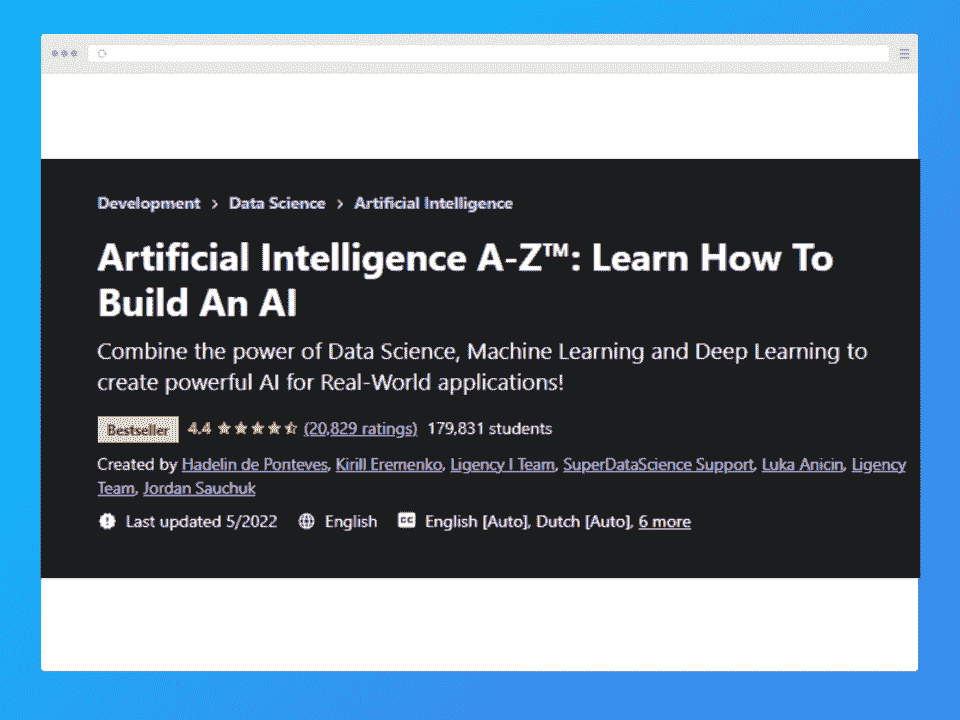 Development > Data Science > Artificial Intelligence
Artificial Intelligence A-Z™: Learn How To
Build An AI
Combine the power of Data Science, Machine Learning and Deep Learning to
create powerful AI for Real-World applications!
Bestseller 4.4 (20,829 ratings) 179,831 students
Created by Hadelin de Ponteves, Kirill Eremenko, Ligency I Team, SuperDataScience Support, Luka Anicin, Ligency
Team, Jordan Sauchuk
Last updated 5/2022 English CC English [Auto], Dutch [Auto], 6 more